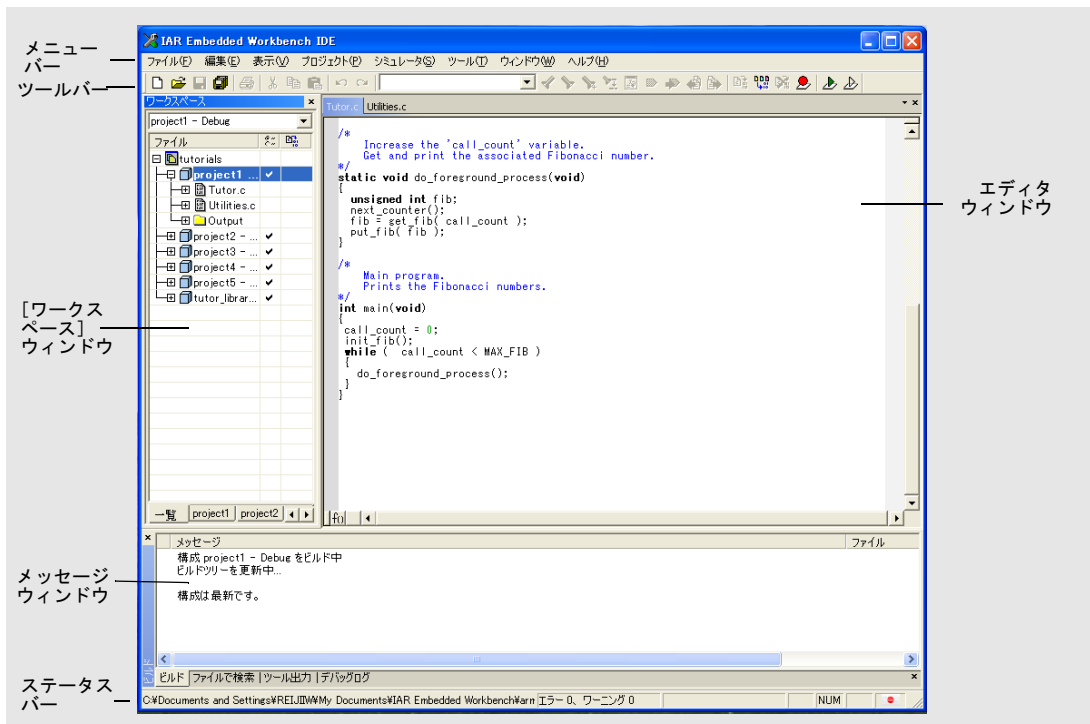 メニュー
バー
ツールバー
[ワークス
ペース]
ウィンドウ
メッセージ
ウィンドウ
ステータス
バー
エディタ
ウィンドウ
IAR Embedded Workbench IDE
ファイル(F) 編集(E) 表示(V) プロジェクト(P) シミュレータ(S) ツール(T) ウィンドウ(W) ヘルプ(H)
ワークスペース
project1 - Debug
ファイル
tutorials
project1 ...
Tutor.c
Utilities.c
Output
project2 - ...
project3 - ...
project4 - ...
project5 - ...
tutor_librar...
一覧 project1 project2
Tutor.c Utilities.c
/*
Increase the 'call_count' variable.
Get and print the associated Fibonacci number.
*/
static void do_foreground_process(void)
{
unsigned int fib;
next_counter();
fib = get_fib( call_count );
put_fib( fib );
}
/*
Main program.
Prints the Fibonacci numbers.
*/
int main(void)
{
call_count = 0;
init_fib();
while ( call_count < MAX_FIB )
{
do_foreground_process();
}
}
f()
メッセージ ファイル
構成 project1 - Debug をビルド中
ビルドツリーを更新中...
構成は最新です。
ビルド ファイルで検索 ツール出力 デバッグログ
C:¥Documents and Settings¥REIJIW¥My Documents¥IAR Embedded Workbench¥arm エラー 0、ワーニング 0 NUM